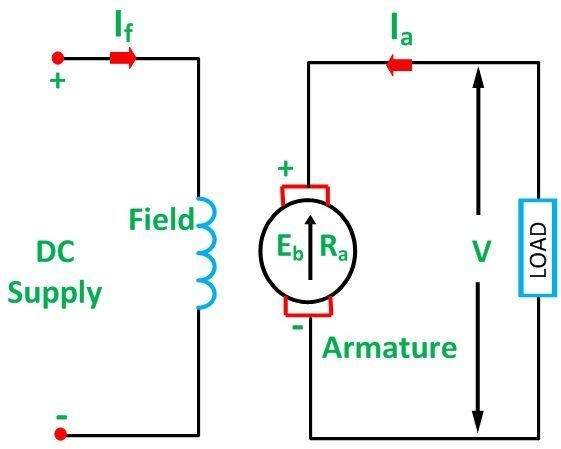 If
Ia
+
+
Field
DC
Supply
Eb
Ra
V
LOAD
-
Armature
-